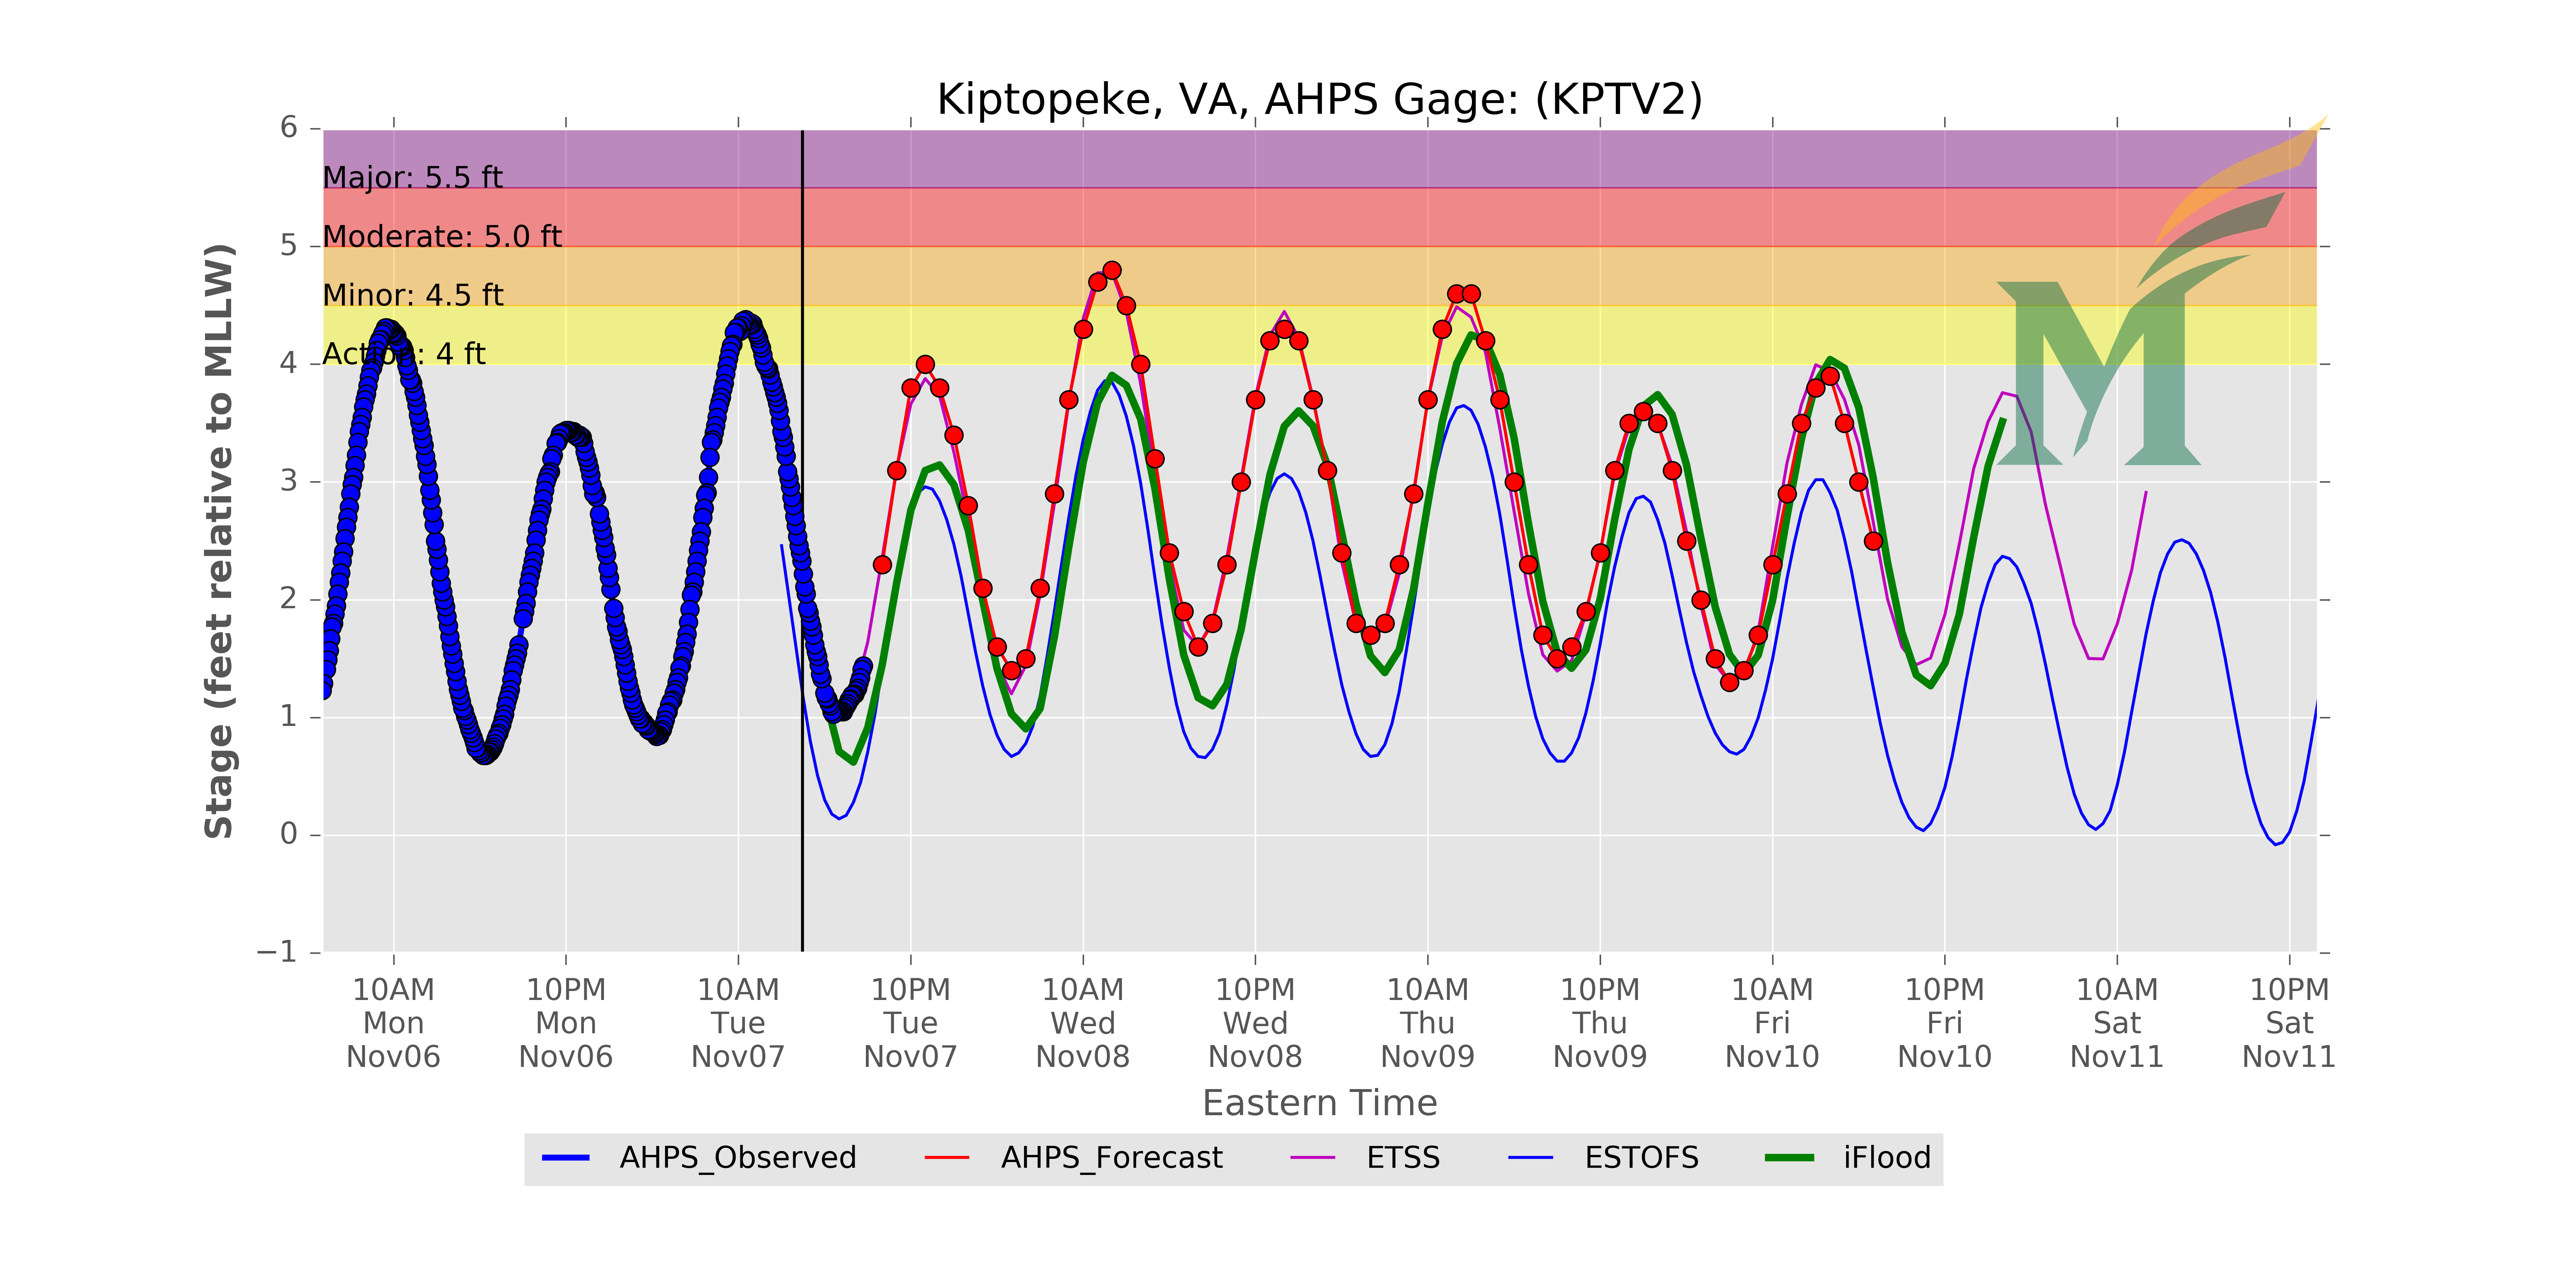 Kiptopeke, VA, AHPS Gage: (KPTV2)
Stage (feet relative to MLLW)
6
5
4
3
2
1
0
−1
Major: 5.5 ft
Moderate: 5.0 ft
Minor: 4.5 ft
Action: 4 ft
M
10AM Mon Nov06
10PM Mon Nov06
10AM Tue Nov07
10PM Tue Nov07
10AM Wed Nov08
10PM Wed Nov08
10AM Thu Nov09
10PM Thu Nov09
10AM Fri Nov10
10PM Fri Nov10
10AM Sat Nov11
10PM Sat Nov11
Eastern Time
AHPS_Observed
AHPS_Forecast
ETSS
ESTOFS
iFlood